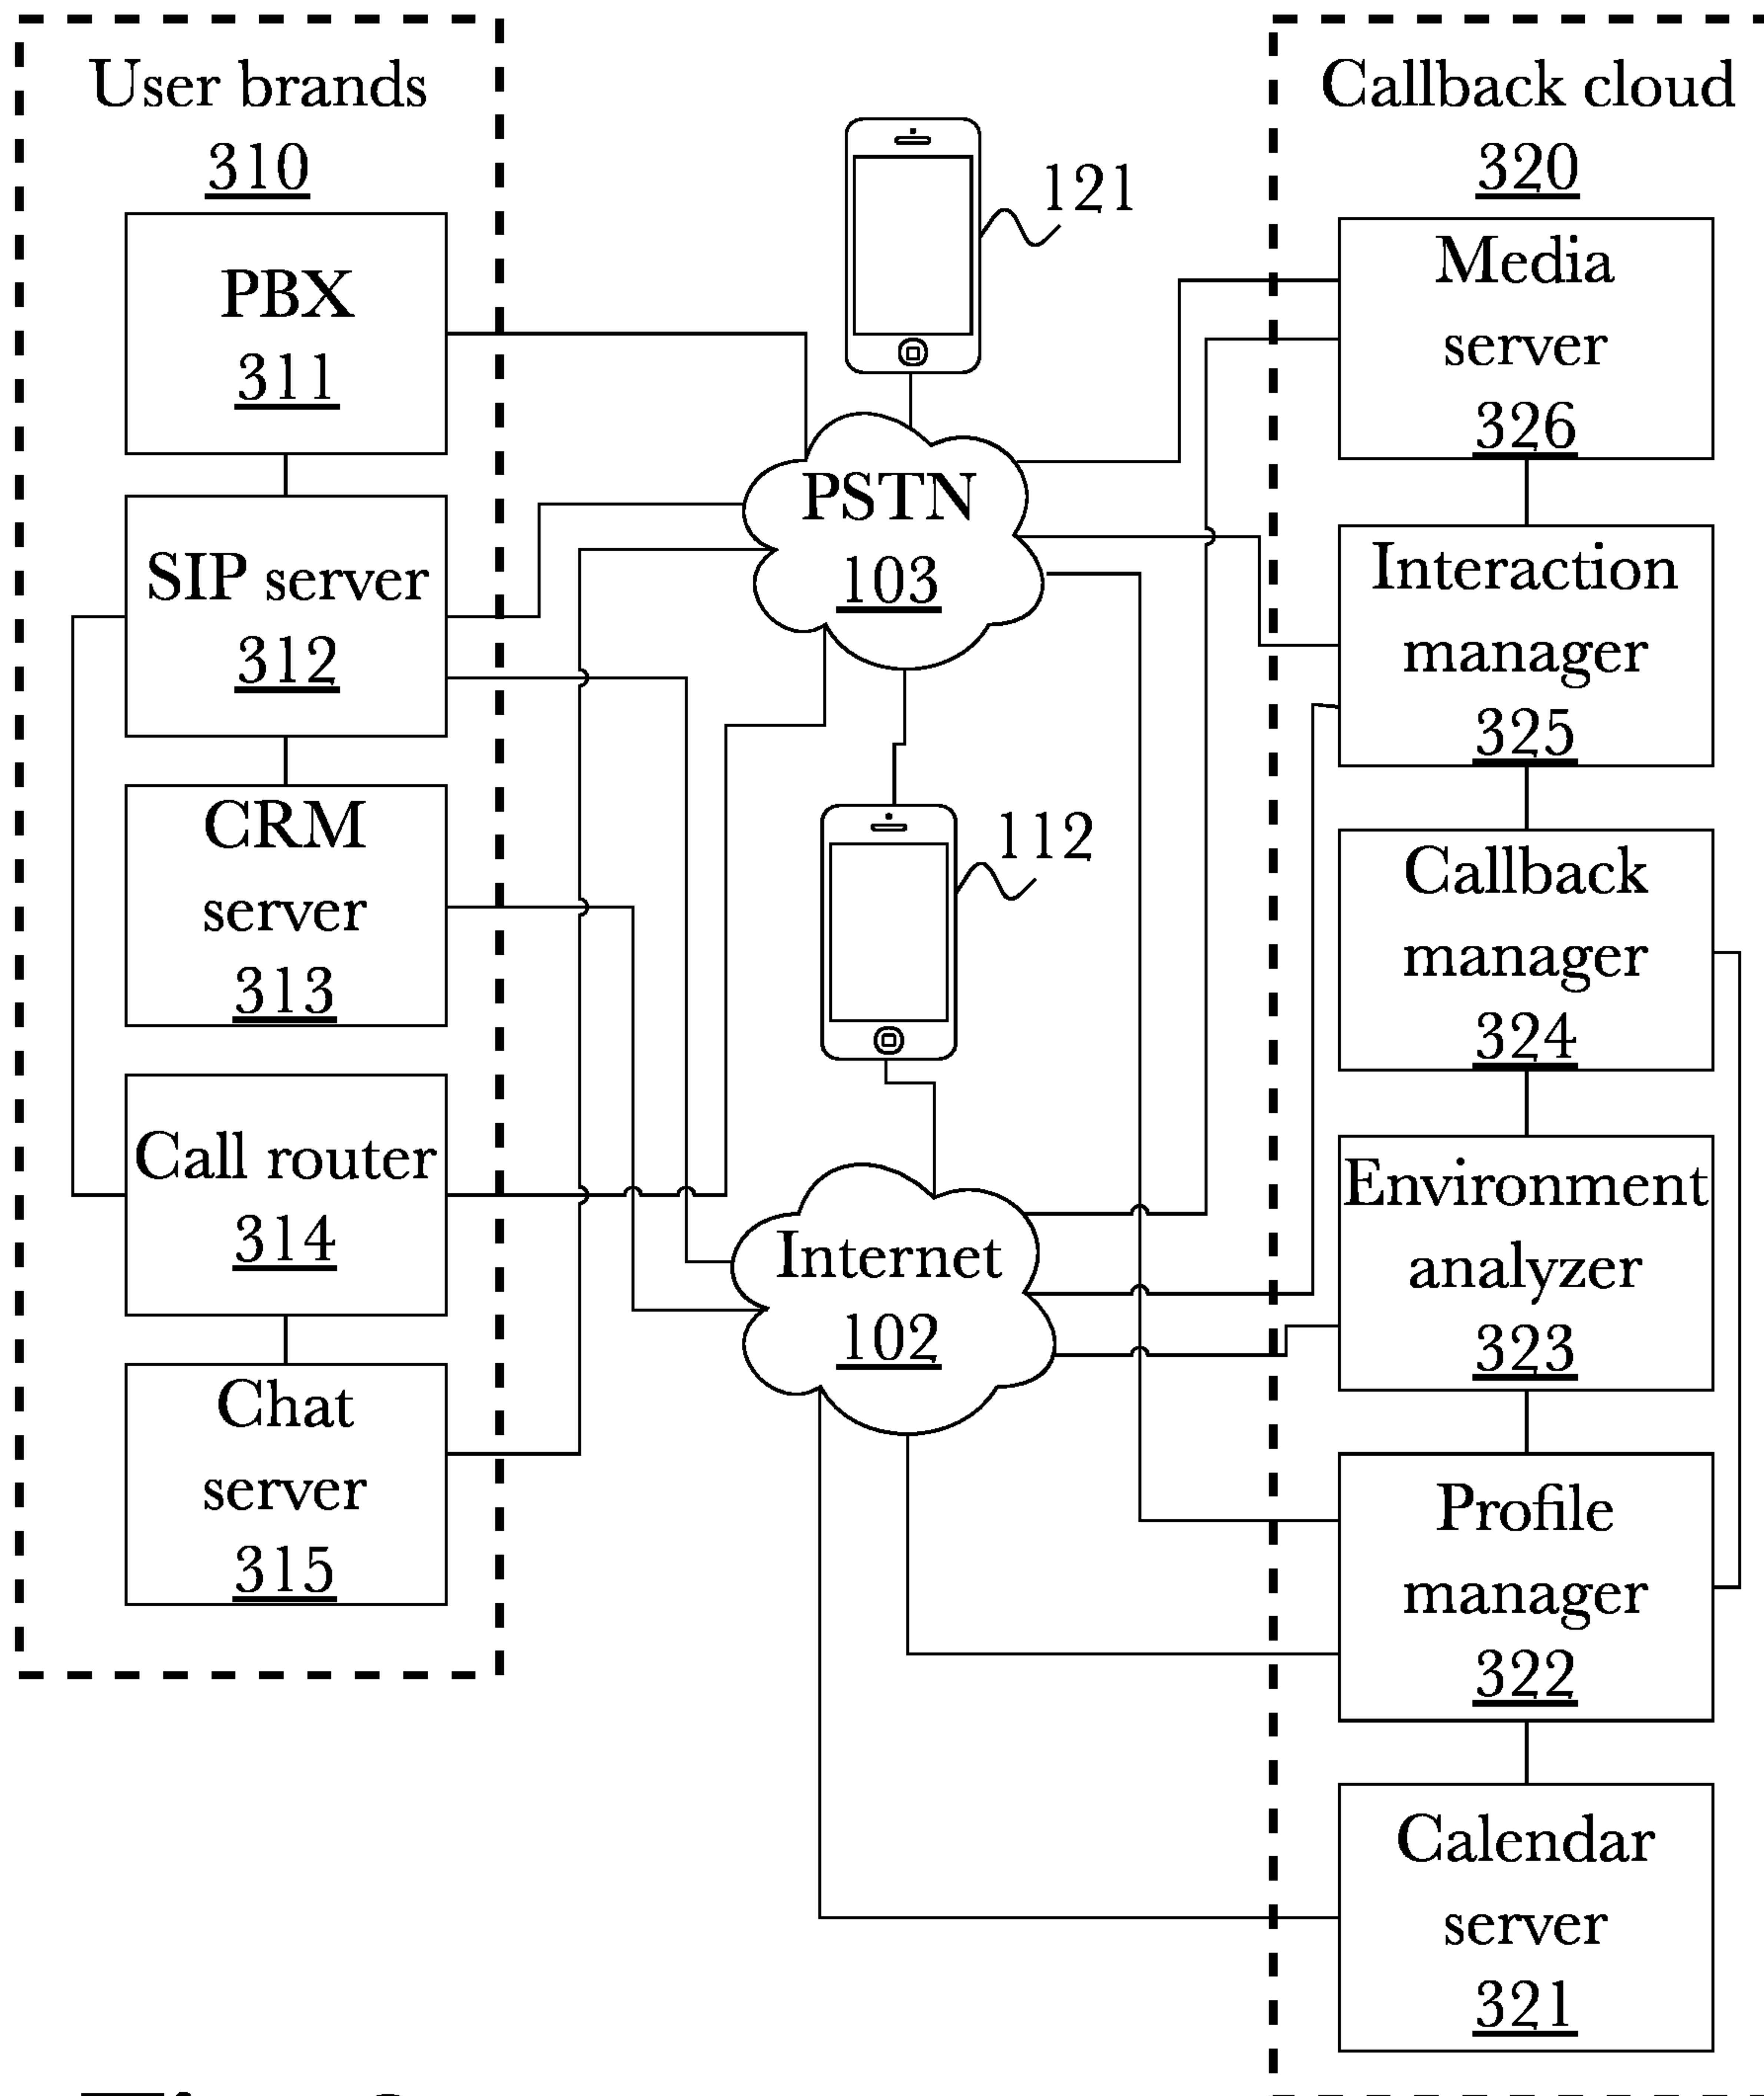 User brands
310
PBX
311
SIP server
312
CRM
server
313
Call router
314
Chat
server
315
121
PSTN
103
112
Internet
102
Callback cloud
320
Media
server
326
Interaction
manager
325
Callback
manager
324
Environment
analyzer
323
Profile
manager
322
Calendar
server
321